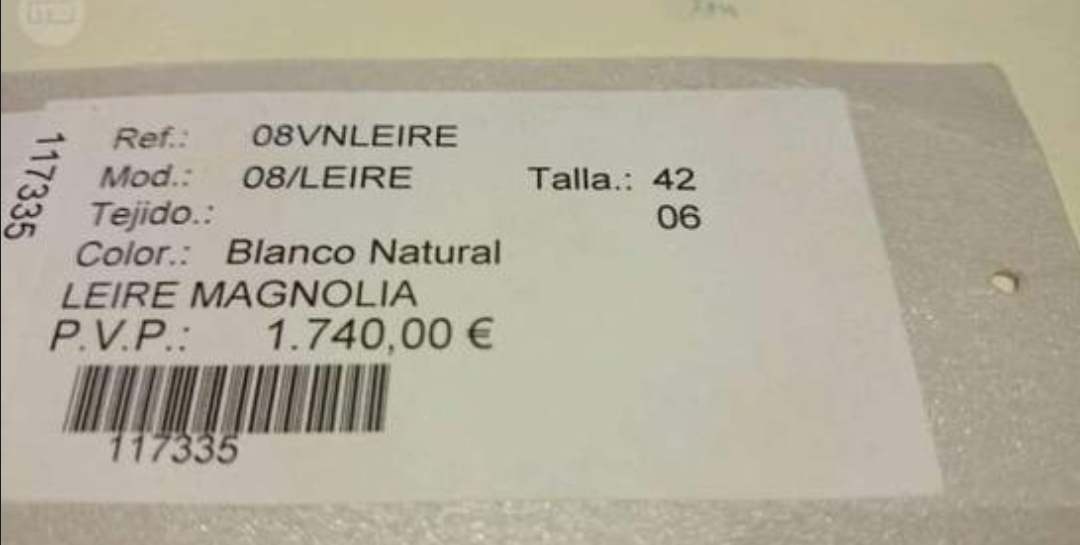 117335
Ref.: 08VNLEIRE
Mod.: 08/LEIRE Talla.: 42
Tejido.: 06
Color.: Blanco Natural
LEIRE MAGNOLIA
P.V.P.: 1.740,00 €
117335